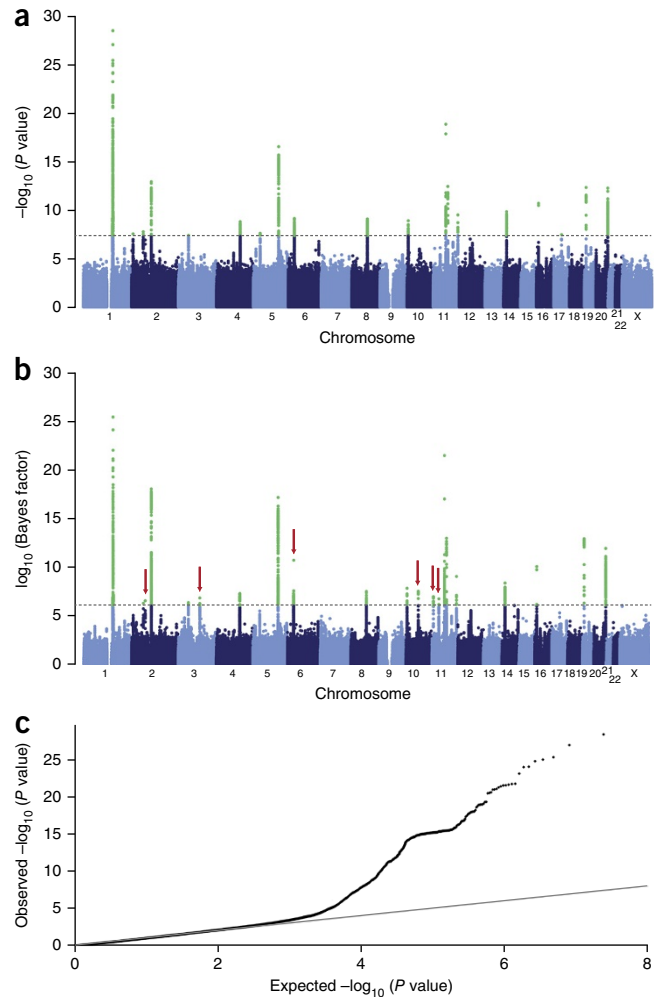 a
30
25
20
15
10
5
0
–log10 (P value)
1 2 3 4 5 6 7 8 9 10 11 12 13 14 15 16 17 18 19 20 21 22 X
Chromosome
b
30
25
20
15
10
5
0
log10 (Bayes factor)
1 2 3 4 5 6 7 8 9 10 11 12 13 14 15 16 17 18 19 20 21 22 X
Chromosome
c
25
20
15
10
5
0
Observed –log10 (P value)
0 2 4 6 8
Expected –log10 (P value)